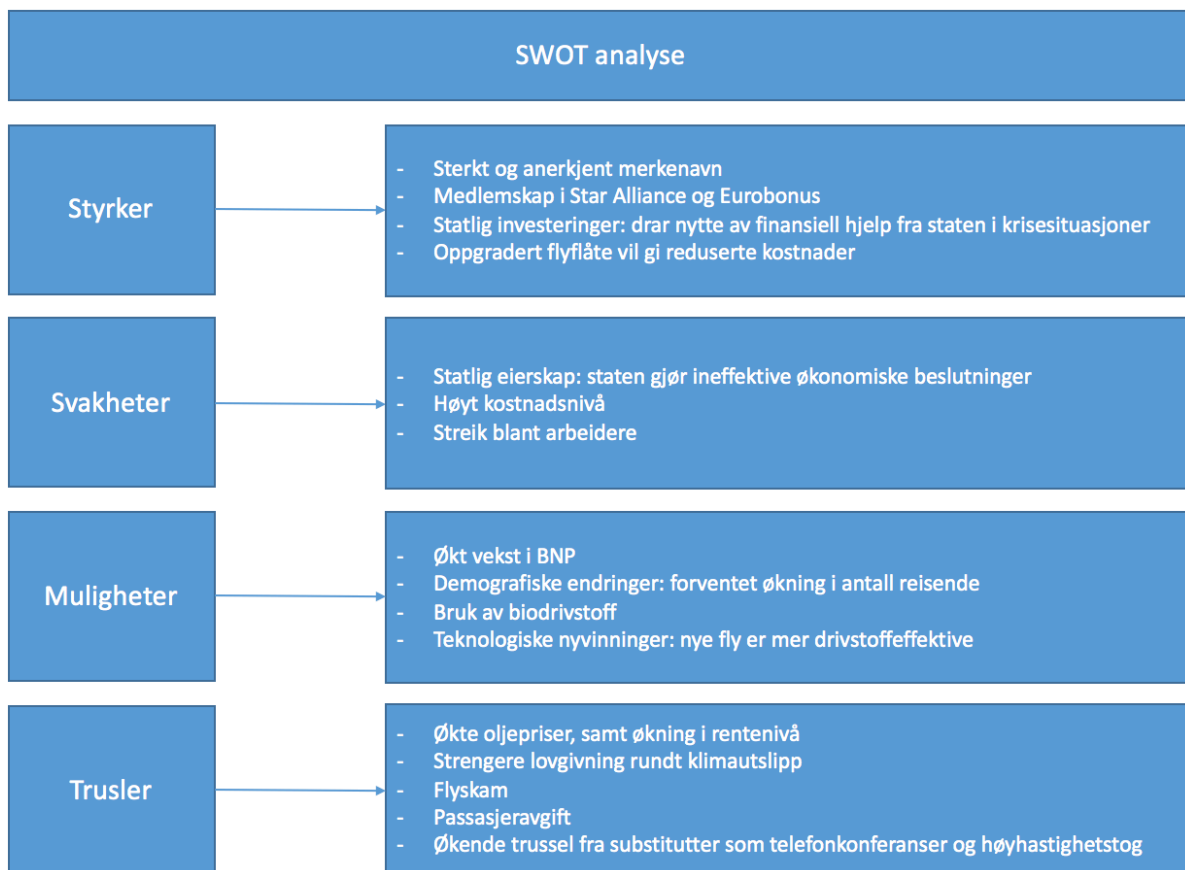 SWOT analyse
Styrker
- Sterkt og anerkjent merkenavn
- Medlemskap i Star Alliance og Eurobonus
- Statlig investeringer: drar nytte av finansiell hjelp fra staten i krisesituasjoner
- Oppgradert flyflåte vil gi reduserte kostnader
Svakheter
- Statlig eierskap: staten gjør ineffektive økonomiske beslutninger
- Høyt kostnadsnivå
- Streik blant arbeidere
Muligheter
- Økt vekst i BNP
- Demografiske endringer: forventet økning i antall reisende
- Bruk av biodrivstoff
- Teknologiske nyvinninger: nye fly er mer drivstoffeffektive
Trusler
- Økte oljepriser, samt økning i rentenivå
- Strengere lovgivning rundt klimautslipp
- Flyskam
- Passasjeravgift
- Økende trussel fra substitutter som telefonkonferanser og høyhastighetstog